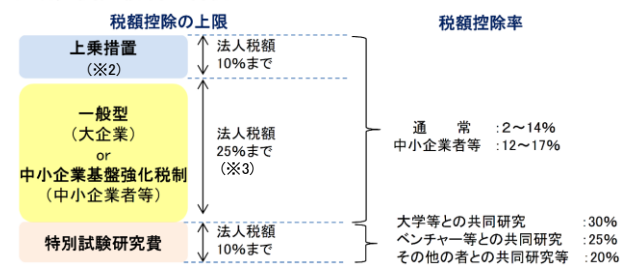 税額控除の上限
税額控除率
上乗措置
(※2)
法人税額
10%まで
一般型
(大企業)
or
中小企業基盤強化税制
(中小企業者等)
法人税額
25%まで
(※3)
通　常　:2～14%
中小企業者等　:12～17%
特別試験研究費
法人税額
10%まで
大学等との共同研究　:30%
ベンチャー等との共同研究　:25%
その他の者との共同研究等　:20%